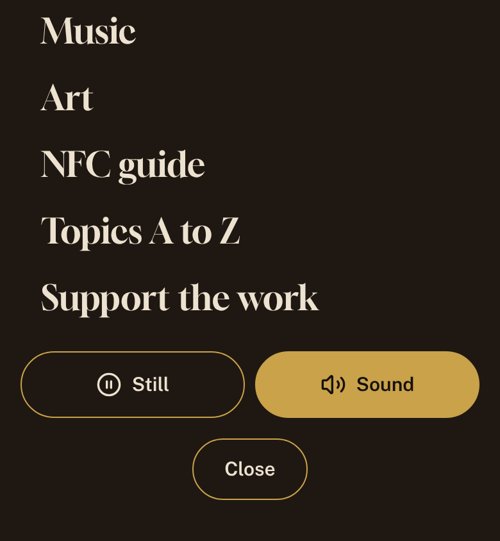 Music
Art
NFC guide
Topics A to Z
Support the work
Still
Sound
Close